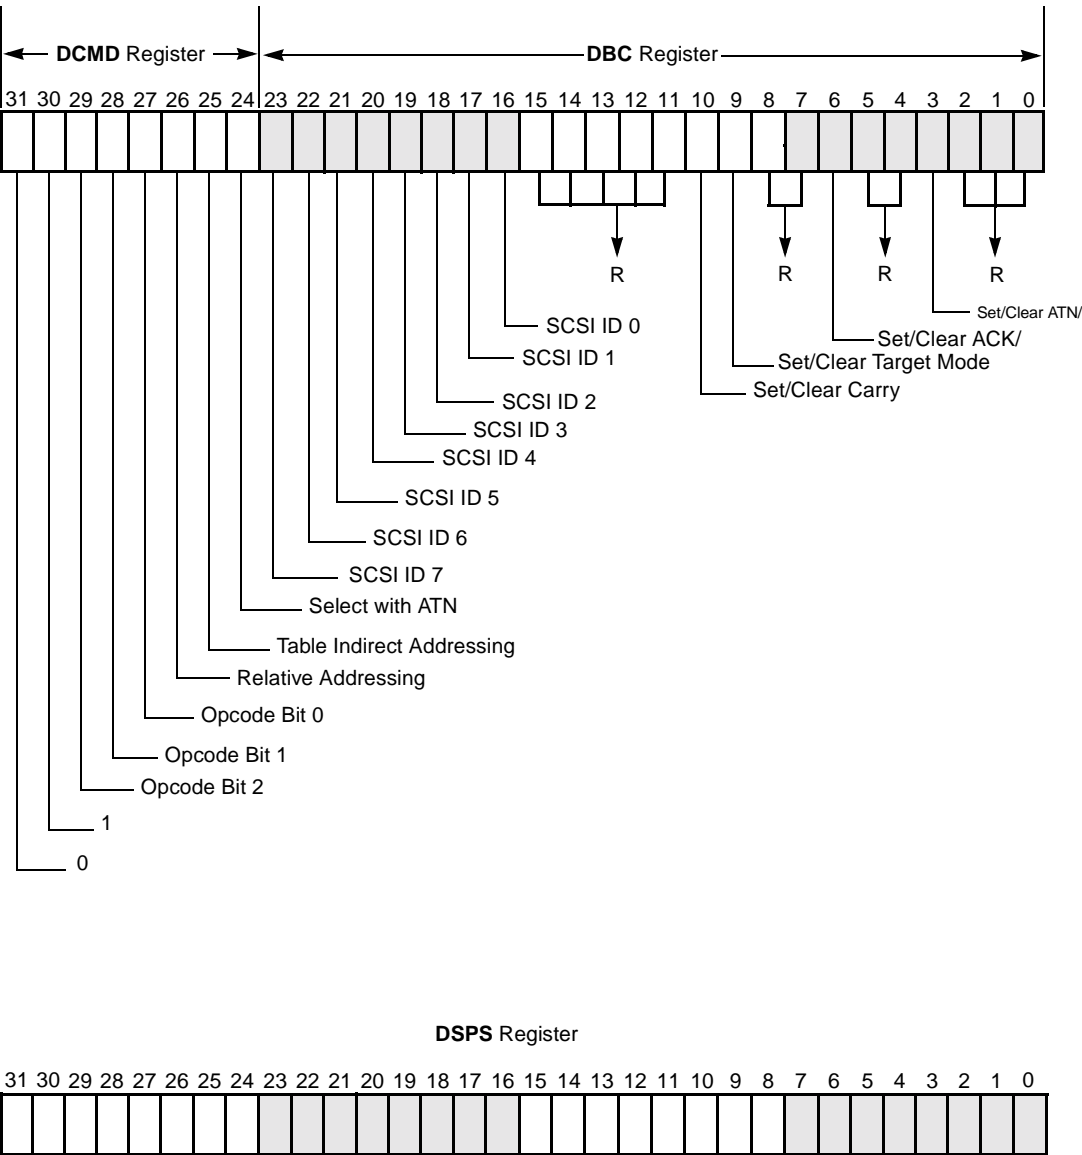 DCMD Register
DBC Register
31 30 29 28 27 26 25 24 23 22 21 20 19 18 17 16 15 14 13 12 11 10 9 8 7 6 5 4 3 2 1 0
R
R
R
R
Set/Clear ATN/
SCSI ID 0
Set/Clear ACK/
SCSI ID 1
Set/Clear Target Mode
Set/Clear Carry
SCSI ID 2
SCSI ID 3
SCSI ID 4
SCSI ID 5
SCSI ID 6
SCSI ID 7
Select with ATN
Table Indirect Addressing
Relative Addressing
Opcode Bit 0
Opcode Bit 1
Opcode Bit 2
1
0
DSPS Register
31 30 29 28 27 26 25 24 23 22 21 20 19 18 17 16 15 14 13 12 11 10 9 8 7 6 5 4 3 2 1 0